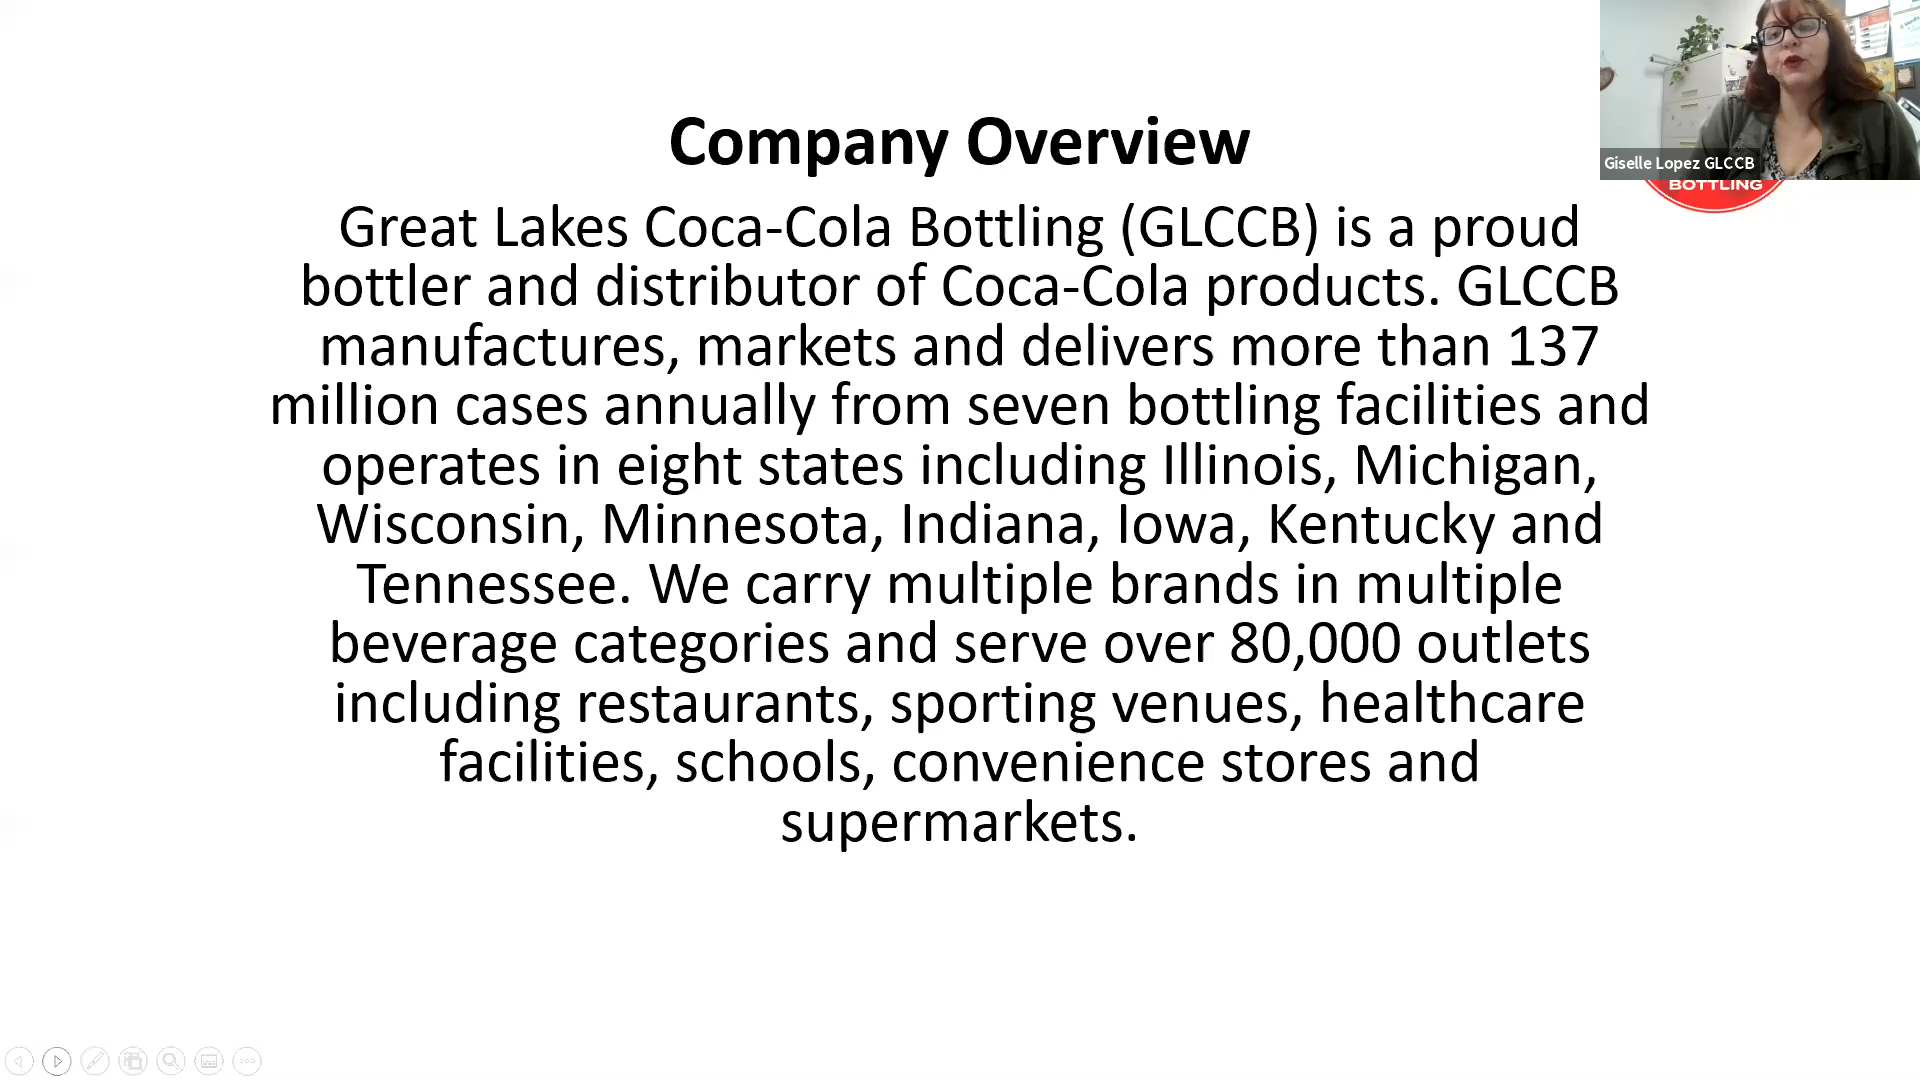 Company Overview
Great Lakes Coca-Cola Bottling (GLCCB) is a proud
bottler and distributor of Coca-Cola products. GLCCB
manufactures, markets and delivers more than 137
million cases annually from seven bottling facilities and
operates in eight states including Illinois, Michigan,
Wisconsin, Minnesota, Indiana, Iowa, Kentucky and
Tennessee. We carry multiple brands in multiple
beverage categories and serve over 80,000 outlets
including restaurants, sporting venues, healthcare
facilities, schools, convenience stores and
supermarkets.
Giselle Lopez GLCCB
BOTTLING